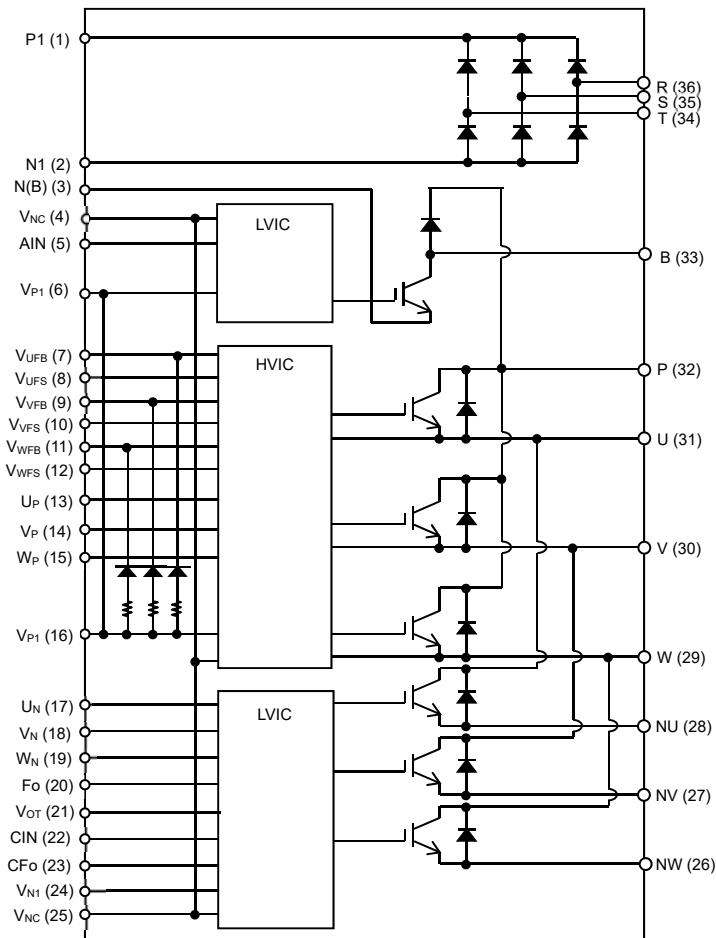 P1 (1)
N1 (2)
N(B) (3)
VNC (4)
AIN (5)
VP1 (6)
VUFB (7)
VUFS (8)
VVFB (9)
VVFS (10)
VWFB (11)
VWFS (12)
UP (13)
VP (14)
WP (15)
VP1 (16)
UN (17)
VN (18)
WN (19)
Fo (20)
VOT (21)
CIN (22)
CFo (23)
VN1 (24)
VNC (25)
LVIC
HVIC
LVIC
R (36)
S (35)
T (34)
B (33)
P (32)
U (31)
V (30)
W (29)
NU (28)
NV (27)
NW (26)